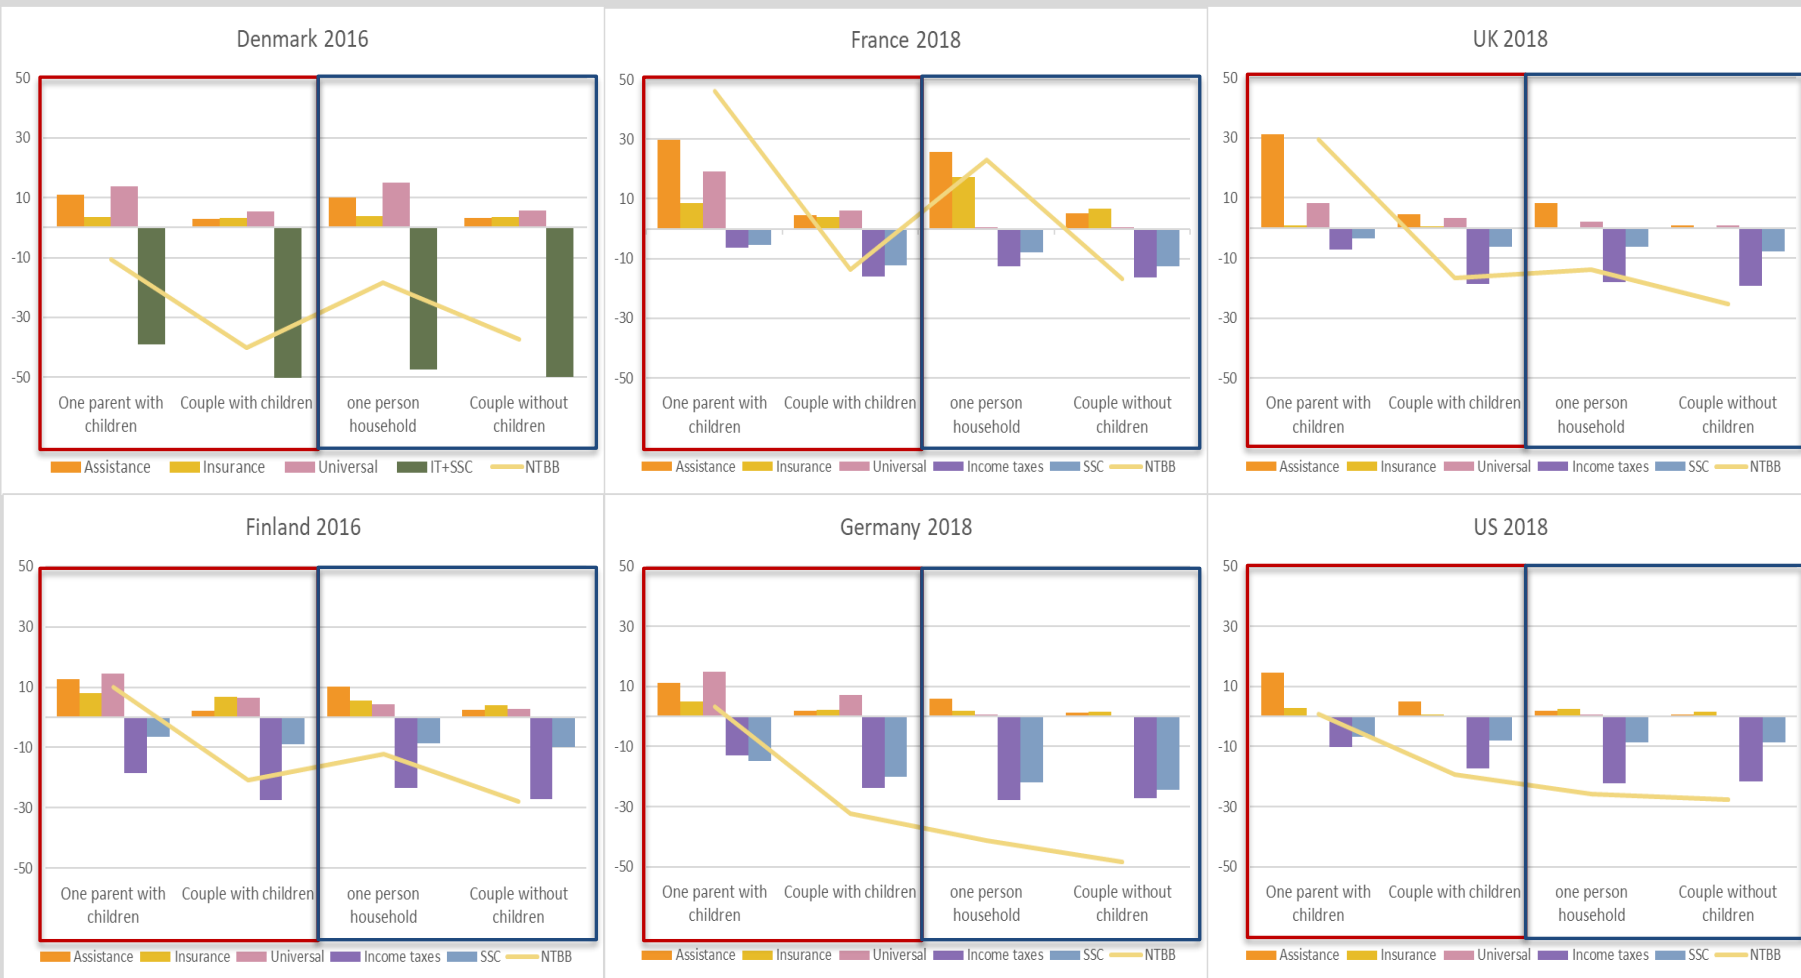 Denmark 2016
50
30
10
-10
-30
-50
One parent with children
Couple with children
one person household
Couple without children
Assistance Insurance Universal IT+SSC NTBB
France 2018
50
30
10
-10
-30
-50
One parent with children
Couple with children
one person household
Couple without children
Assistance Insurance Universal Income taxes SSC NTBB
UK 2018
50
30
10
-10
-30
-50
One parent with children
Couple with children
one person household
Couple without children
Assistance Insurance Universal Income taxes SSC NTBB
Finland 2016
50
30
10
-10
-30
-50
One parent with children
Couple with children
one person household
Couple without children
Assistance Insurance Universal Income taxes SSC NTBB
Germany 2018
50
30
10
-10
-30
-50
One parent with children
Couple with children
one person household
Couple without children
Assistance Insurance Universal Income taxes SSC NTBB
US 2018
50
30
10
-10
-30
-50
One parent with children
Couple with children
one person household
Couple without children
Assistance Insurance Universal Income taxes SSC NTBB